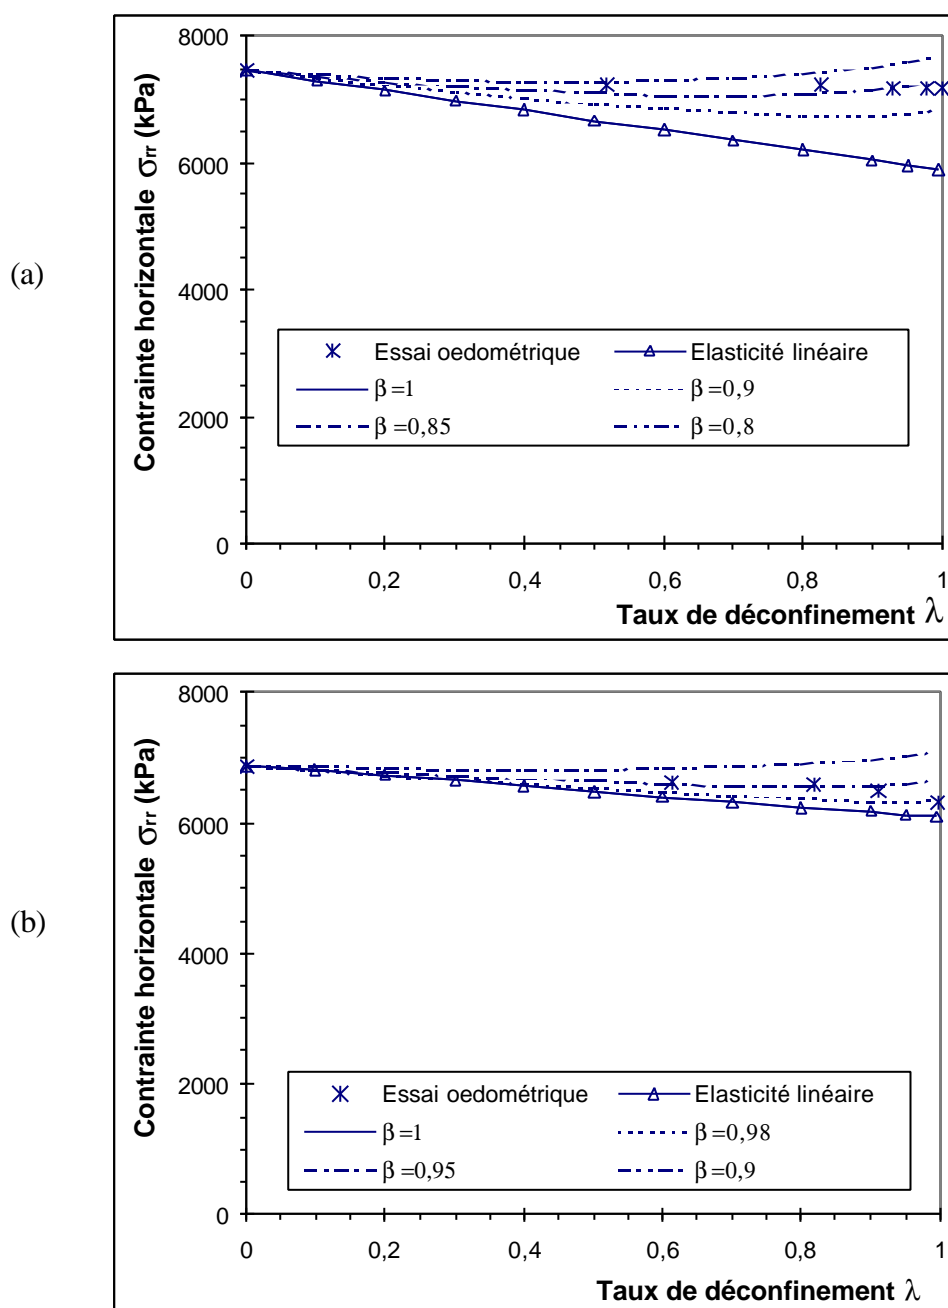 (a)
Contrainte horizontale σrr (kPa)
8000
6000
4000
2000
0
Essai oedométrique
Elasticité linéaire
β=1
β=0,9
β=0,85
β=0,8
0 0,2 0,4 0,6 0,8 1
Taux de déconfinement λ
(b)
Contrainte horizontale σrr (kPa)
8000
6000
4000
2000
0
Essai oedométrique
Elasticité linéaire
β=1
β=0,98
β=0,95
β=0,9
0 0,2 0,4 0,6 0,8 1
Taux de déconfinement λ